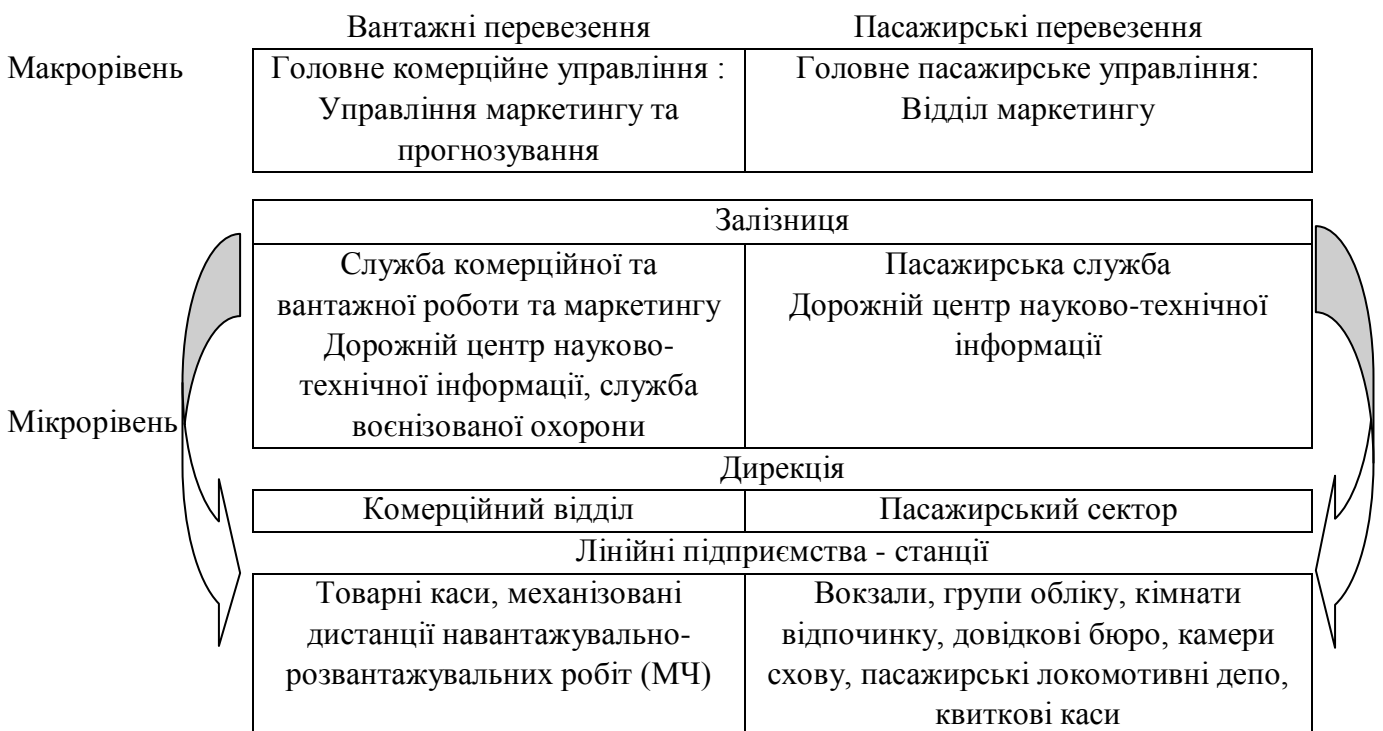 Вантажні перевезення
Пасажирські перевезення
Макрорівень
Головне комерційне управління :
Управління маркетингу та
прогнозування
Головне пасажирське управління:
Відділ маркетингу
Залізниця
Служба комерційної та
вантажної роботи та маркетингу
Дорожній центр науково-
технічної інформації, служба
воєнізованої охорони
Пасажирська служба
Дорожній центр науково-технічної
інформації
Мікрорівень
Дирекція
Комерційний відділ
Пасажирський сектор
Лінійні підприємства - станції
Товарні каси, механізовані
дистанції навантажувально-
розвантажувальних робіт (МЧ)
Вокзали, групи обліку, кімнати
відпочинку, довідкові бюро, камери
схову, пасажирські локомотивні депо,
квиткові каси